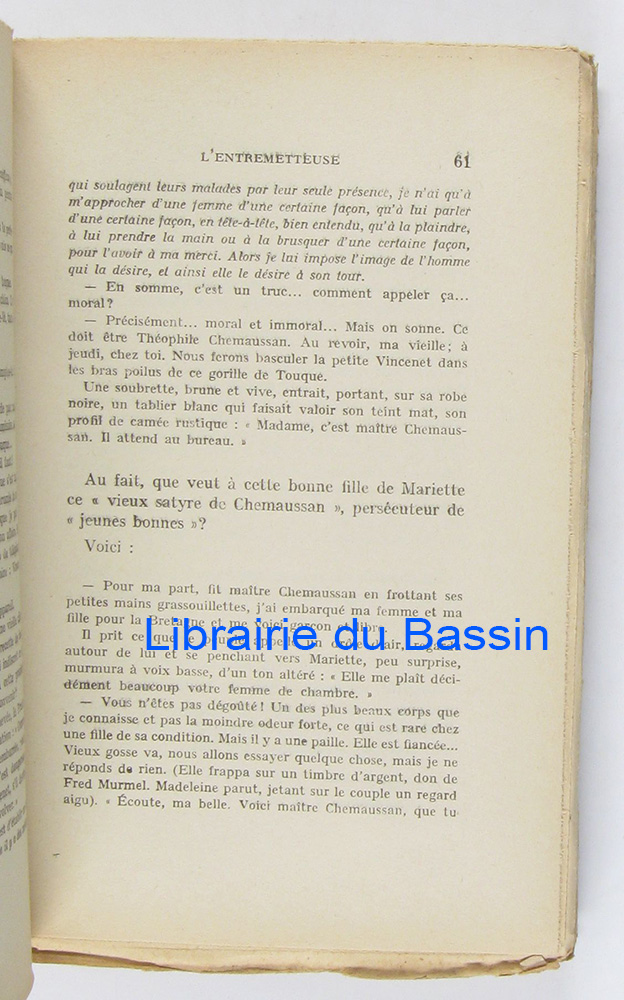 L'ENTREMETTEUSE 61
qui soulagent leurs malades par leur seule présence, je n'ai qu'à
m'approcher d'une femme d'une certaine façon, qu'à lui parler
d'une certaine façon, en tête-à-tête, bien entendu, qu'à la plaindre,
à lui prendre la main ou à la brusquer d'une certaine façon,
pour l'avoir à ma merci. Alors je lui impose l'image de l'homme
qui la désire, et ainsi elle le désire à son tour.
— En somme, c'est un truc... comment appeler ça...
moral?
— Précisément... moral et immoral... Mais on sonne. Ce
doit être Théophile Chemaussan. Au revoir, ma vieille; à
jeudi, chez toi. Nous ferons basculer la petite Vincenet dans
les bras poilus de ce gorille de Touque.
Une soubrette, brune et vive, entrait, portant, sur sa robe
noire, un tablier blanc qui faisait valoir son teint mat, son
profil de camée rustique : « Madame, c'est maître Chemaus-
san. Il attend au bureau. »
Au fait, que veut à cette bonne fille de Mariette
ce « vieux satyre de Chemaussan », persécuteur de
« jeunes bonnes »?
Voici :
— Pour ma part, fit maître Chemaussan en frottant ses
petites mains grassouillettes, j'ai embarqué ma femme et ma
fille pour la Bretagne et me voici garçon et
Il prit ce que air,
Librairie du Bassin
autour de lui et se penchant vers Mariette, peu surprise,
murmura à voix basse, d'un ton altéré : « Elle me plaît déci-
dément beaucoup votre femme de chambre. »
— Vous n'êtes pas dégoûté! Un des plus beaux corps que
je connaisse et pas la moindre odeur forte, ce qui est rare chez
une fille de sa condition. Mais il y a une paille. Elle est fiancée...
Vieux gosse va, nous allons essayer quelque chose, mais je ne
réponds de rien. (Elle frappa sur un timbre d'argent, don de
Fred Murmel. Madeleine parut, jetant sur le couple un regard
aigu). « Écoute, ma belle. Voici maître Chemaussan, que tu